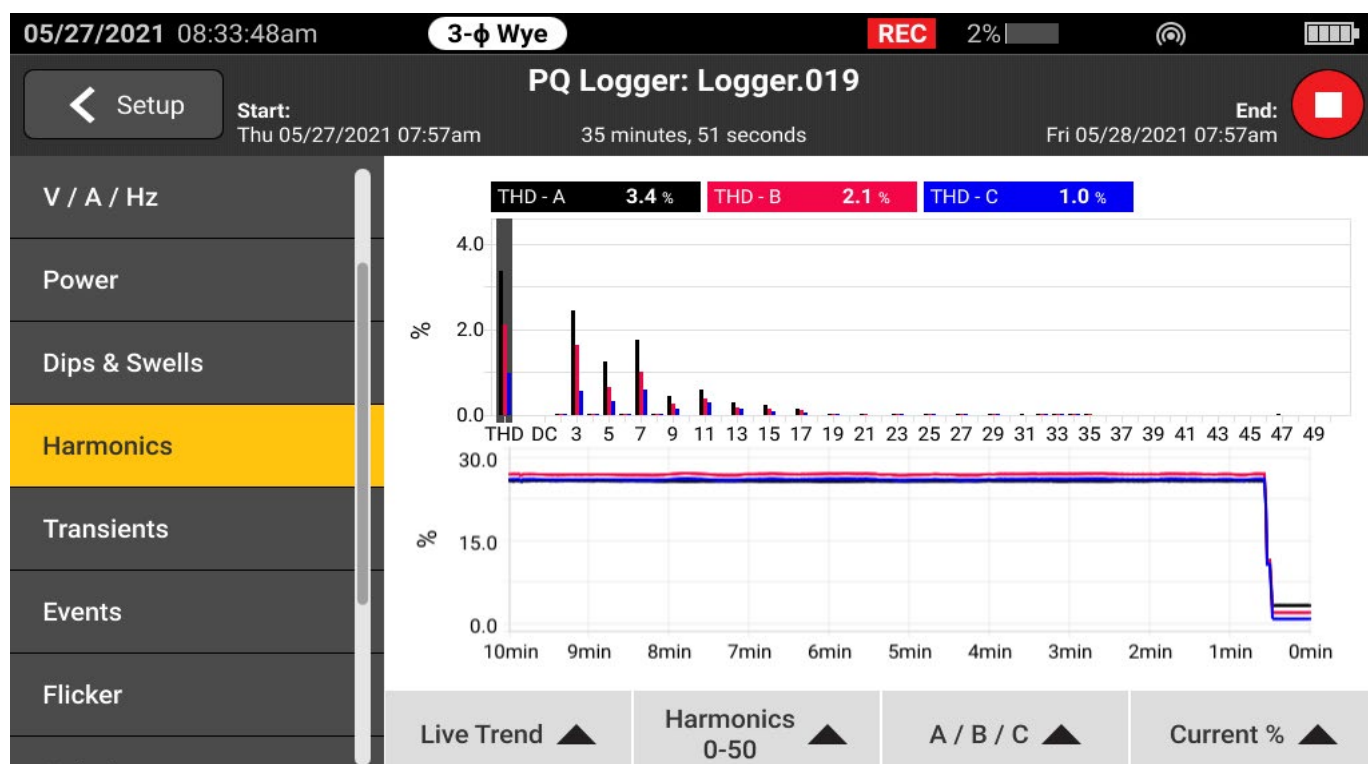 05/27/2021 08:33:48am 3-ϕ Wye REC 2%
Setup
PQ Logger: Logger.019
Start:
Thu 05/27/2021 07:57am
35 minutes, 51 seconds
End:
Fri 05/28/2021 07:57am
V / A / Hz
Power
Dips & Swells
Harmonics
Transients
Events
Flicker
THD - A 3.4 % THD - B 2.1 % THD - C 1.0 %
4.0
2.0
0.0
%
THD DC 3 5 7 9 11 13 15 17 19 21 23 25 27 29 31 33 35 37 39 41 43 45 47 49
30.0
15.0
0.0
%
10min 9min 8min 7min 6min 5min 4min 3min 2min 1min 0min
Live Trend
Harmonics
0-50
A / B / C
Current %